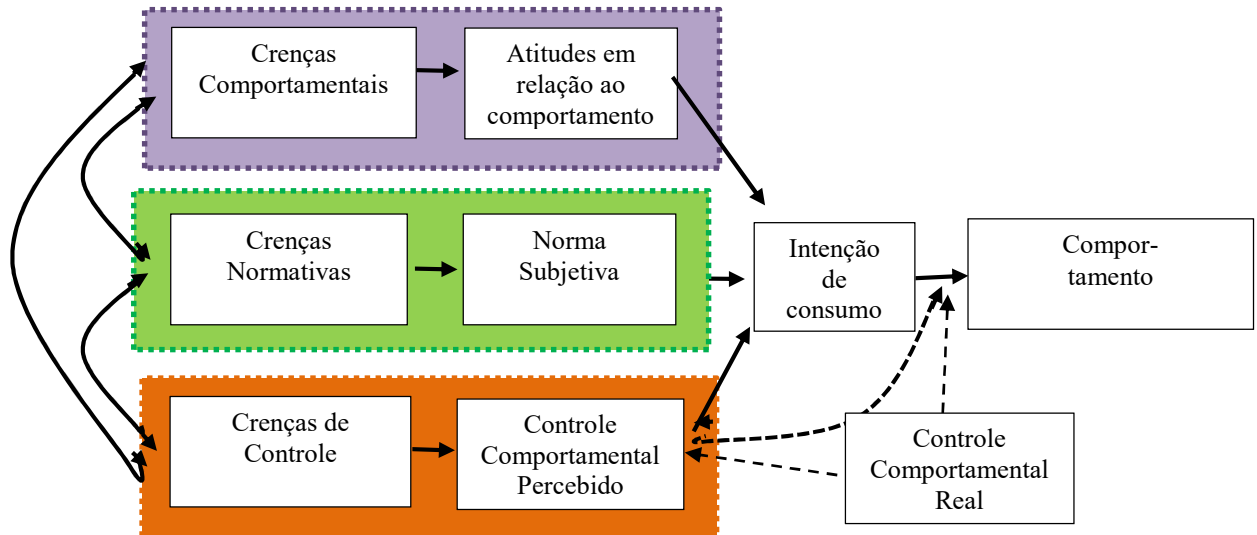 Crenças
Comportamentais
Atitudes em
relação ao
comportamento
Crenças
Normativas
Norma
Subjetiva
Intenção
de
consumo
Compor-
tamento
Crenças de
Controle
Controle
Comportamental
Percebido
Controle
Comportamental
Real